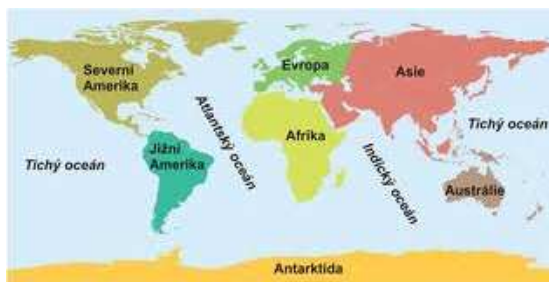 Severní
Amerika
Evropa
Asie
Atlantský oceán
Tichý oceán
Afrika
Tichý oceán
Jižní
Amerika
Indický oceán
Austrálie
Antarktida